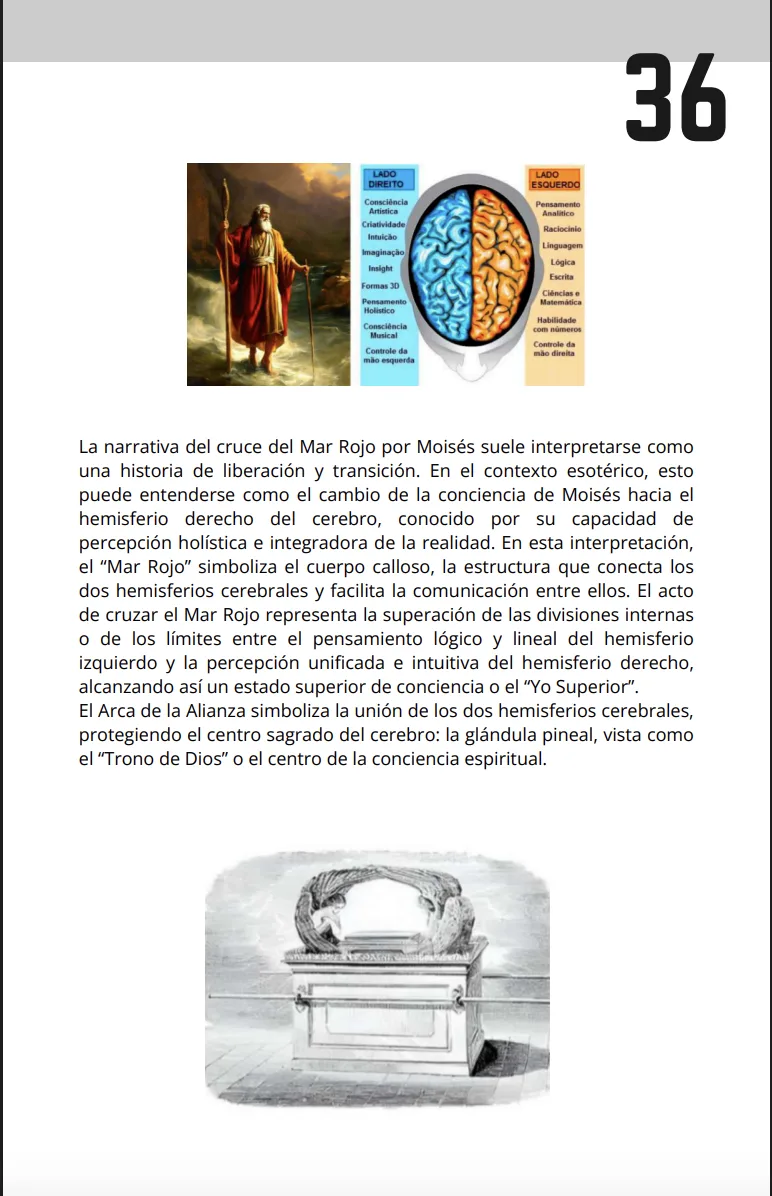 36
LADO
DIREITO
Consciência
Artística
Criatividade
Intuição
Imaginação
Insight
Formas 3D
Pensamento
Holístico
Consciência
Musical
Controle da
mão esquerda
LADO
ESQUERDO
Pensamento
Analítico
Raciocínio
Linguagem
Lógica
Escrita
Ciências e
Matemática
Habilidade
com números
Controle da
mão direita
La narrativa del cruce del Mar Rojo por Moisés suele interpretarse como
una historia de liberación y transición. En el contexto esotérico, esto
puede entenderse como el cambio de la conciencia de Moisés hacia el
hemisferio derecho del cerebro, conocido por su capacidad de
percepción holística e integradora de la realidad. En esta interpretación,
el “Mar Rojo” simboliza el cuerpo calloso, la estructura que conecta los
dos hemisferios cerebrales y facilita la comunicación entre ellos. El acto
de cruzar el Mar Rojo representa la superación de las divisiones internas
o de los límites entre el pensamiento lógico y lineal del hemisferio
izquierdo y la percepción unificada e intuitiva del hemisferio derecho,
alcanzando así un estado superior de conciencia o el “Yo Superior”.
El Arca de la Alianza simboliza la unión de los dos hemisferios cerebrales,
protegiendo el centro sagrado del cerebro: la glándula pineal, vista como
el “Trono de Dios” o el centro de la conciencia espiritual.